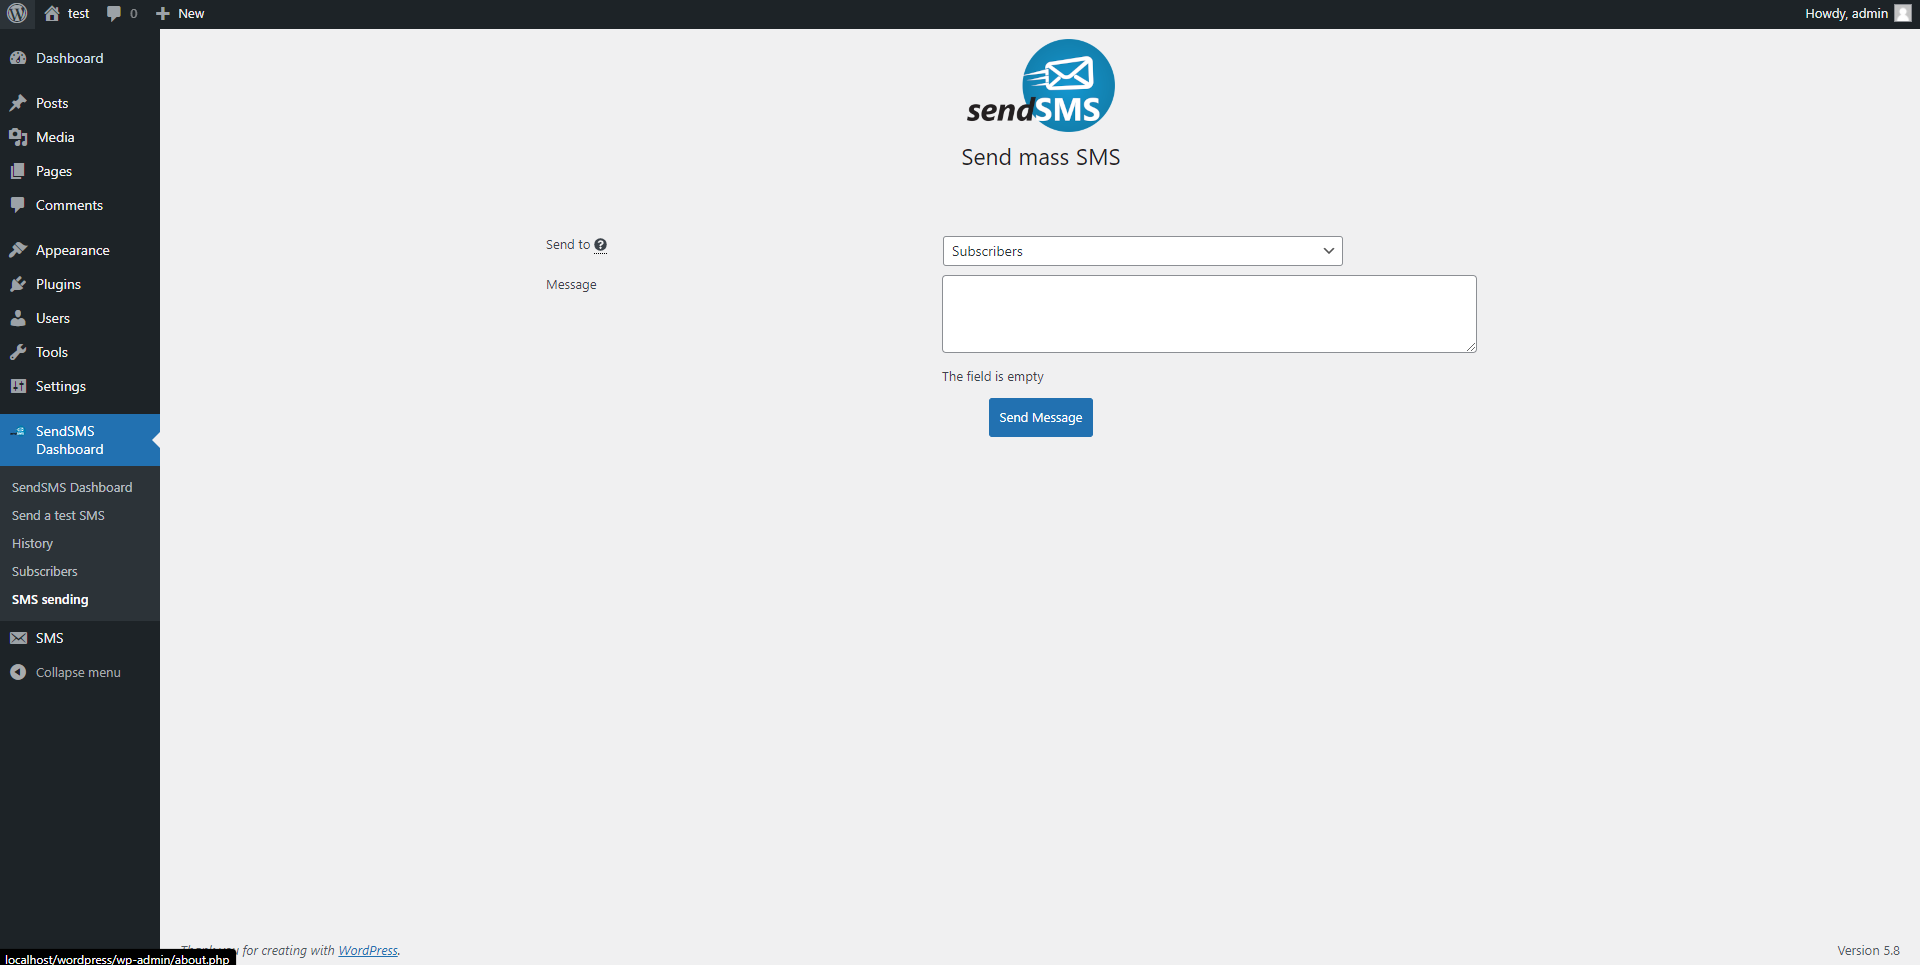 test
0
New
Howdy, admin
Dashboard
Posts
Media
Pages
Comments
Appearance
Plugins
Users
Tools
Settings
SendSMS
Dashboard
SendSMS Dashboard
Send a test SMS
History
Subscribers
SMS sending
SMS
Collapse menu
sendSMS
Send mass SMS
Send to
Subscribers
Message
The field is empty
Send Message
Thank you for creating with WordPress.
Version 5.8
localhost/wordpress/wp-admin/about.php